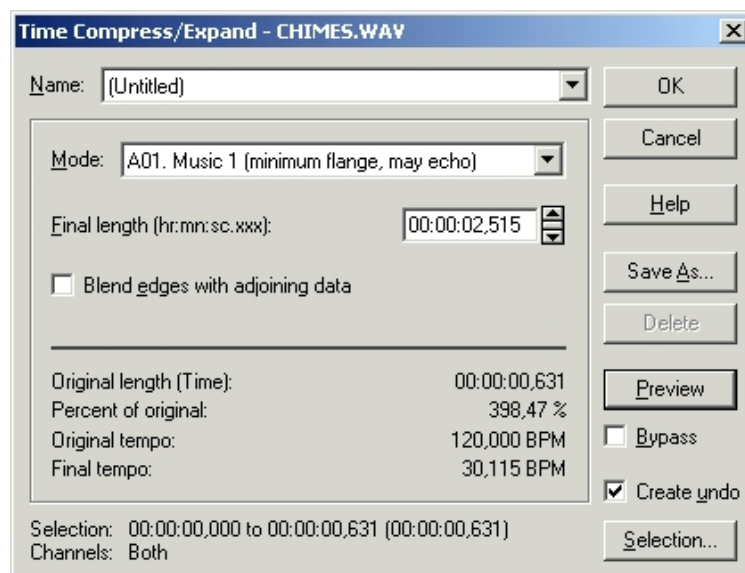 Time Compress/Expand - CHIMES.WAV
Name: (Untitled)
OK
Cancel
Mode: A01. Music 1 (minimum flange, may echo)
Help
Final length (hr:mn:sc.xxx): 00:00:02,515
Save As...
Blend edges with adjoining data
Delete
Original length (Time): 00:00:00,631
Preview
Percent of original: 398,47 %
Original tempo: 120,000 BPM
Bypass
Final tempo: 30,115 BPM
Create undo
Selection: 00:00:00,000 to 00:00:00,631 (00:00:00,631)
Selection...
Channels: Both